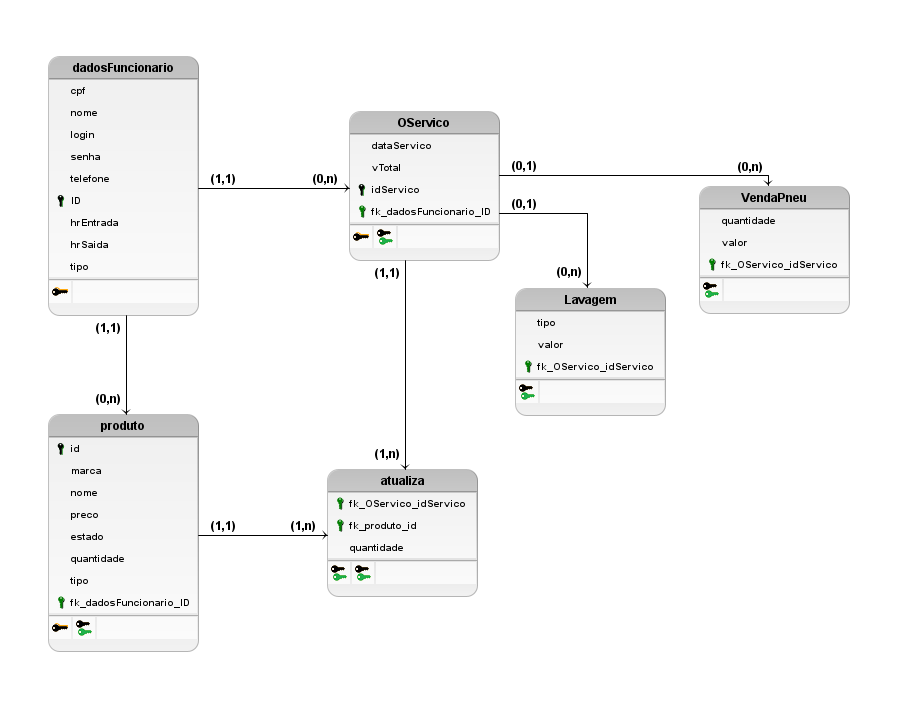 dadosFuncionario
cpf
nome
login
senha
telefone
ID
hrEntrada
hrSaida
tipo
(1,1)
(0,n)
OServico
dataServico
vTotal
idServico
fk_dadosFuncionario_ID
(0,1)
(0,n)
VendaPneu
quantidade
valor
fk_OServico_idServico
(0,1)
(0,n)
Lavagem
tipo
valor
fk_OServico_idServico
(1,1)
(0,n)
produto
id
marca
nome
preco
estado
quantidade
tipo
fk_dadosFuncionario_ID
(1,1)
(1,n)
(1,1)
(1,n)
atualiza
fk_OServico_idServico
fk_produto_id
quantidade